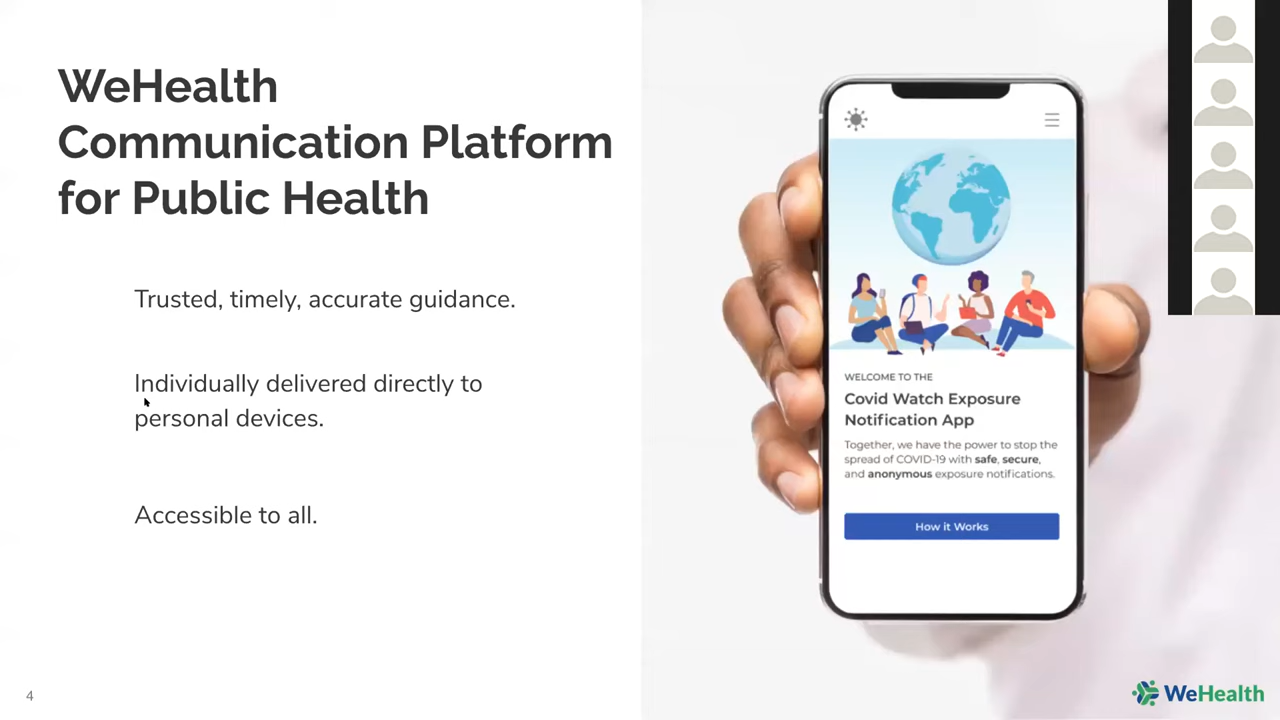 WeHealth
Communication Platform
for Public Health
Trusted, timely, accurate guidance.
Individually delivered directly to
personal devices.
Accessible to all.
4
WELCOME TO THE
Covid Watch Exposure
Notification App
Together, we have the power to stop the
spread of COVID-19 with safe, secure,
and anonymous exposure notifications.
How it Works
WeHealth